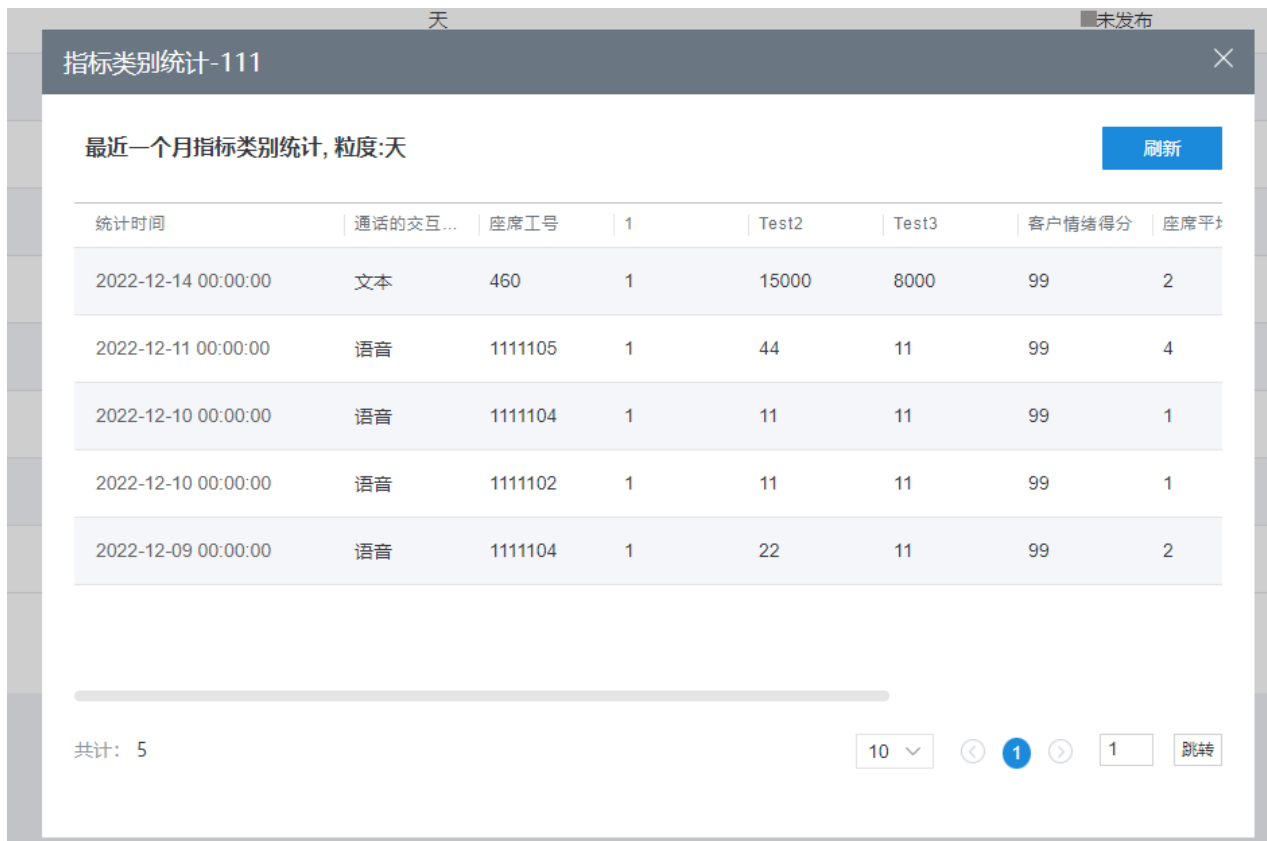 天 未发布
指标类别统计-111
最近一个月指标类别统计, 粒度:天 刷新
统计时间 通话的交互... 座席工号 1 Test2 Test3 客户情绪得分 座席平
2022-12-14 00:00:00 文本 460 1 15000 8000 99 2
2022-12-11 00:00:00 语音 1111105 1 44 11 99 4
2022-12-10 00:00:00 语音 1111104 1 11 11 99 1
2022-12-10 00:00:00 语音 1111102 1 11 11 99 1
2022-12-09 00:00:00 语音 1111104 1 22 11 99 2
共计: 5 10 1 1 跳转